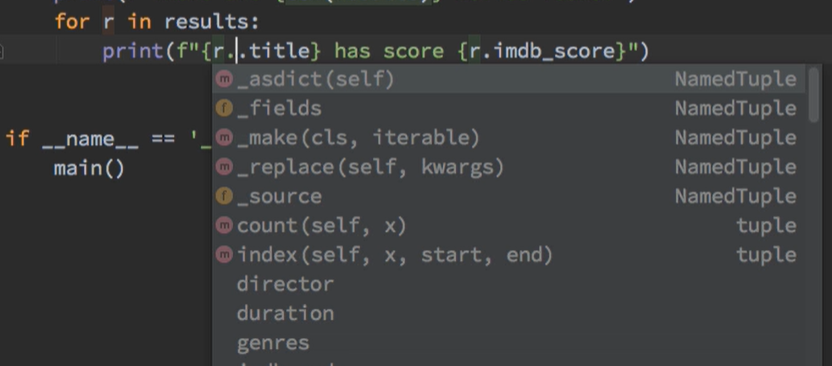 for r in results:
print(f"{r..title} has score {r.imdb_score}")
_asdict(self) NamedTuple
_fields NamedTuple
if __name__ == '_ _make(cls, iterable) NamedTuple
main() _replace(self, kwargs) NamedTuple
_source NamedTuple
count(self, x) tuple
index(self, x, start, end) tuple
director
duration
genres